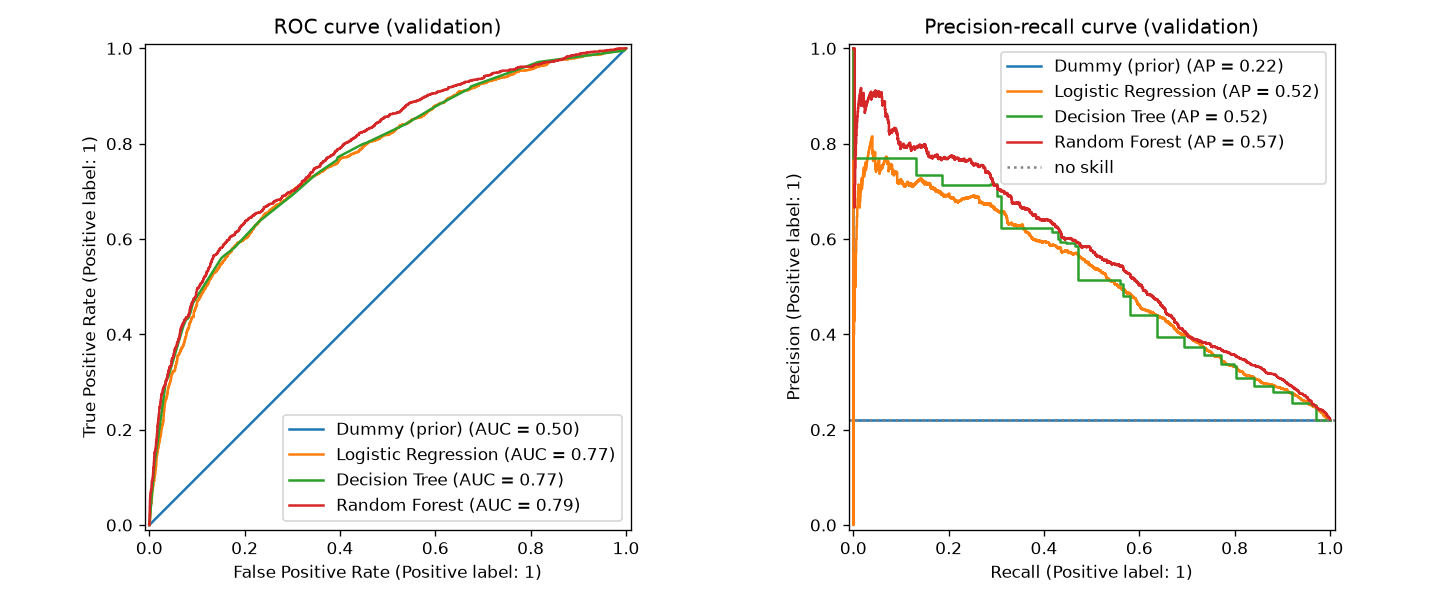 ROC curve (validation)
True Positive Rate (Positive label: 1)
1.0
0.8
0.6
0.4
0.2
0.0
Dummy (prior) (AUC = 0.50)
Logistic Regression (AUC = 0.77)
Decision Tree (AUC = 0.77)
Random Forest (AUC = 0.79)
0.0 0.2 0.4 0.6 0.8 1.0
False Positive Rate (Positive label: 1)
Precision-recall curve (validation)
Precision (Positive label: 1)
1.0
0.8
0.6
0.4
0.2
0.0
Dummy (prior) (AP = 0.22)
Logistic Regression (AP = 0.52)
Decision Tree (AP = 0.52)
Random Forest (AP = 0.57)
no skill
0.0 0.2 0.4 0.6 0.8 1.0
Recall (Positive label: 1)